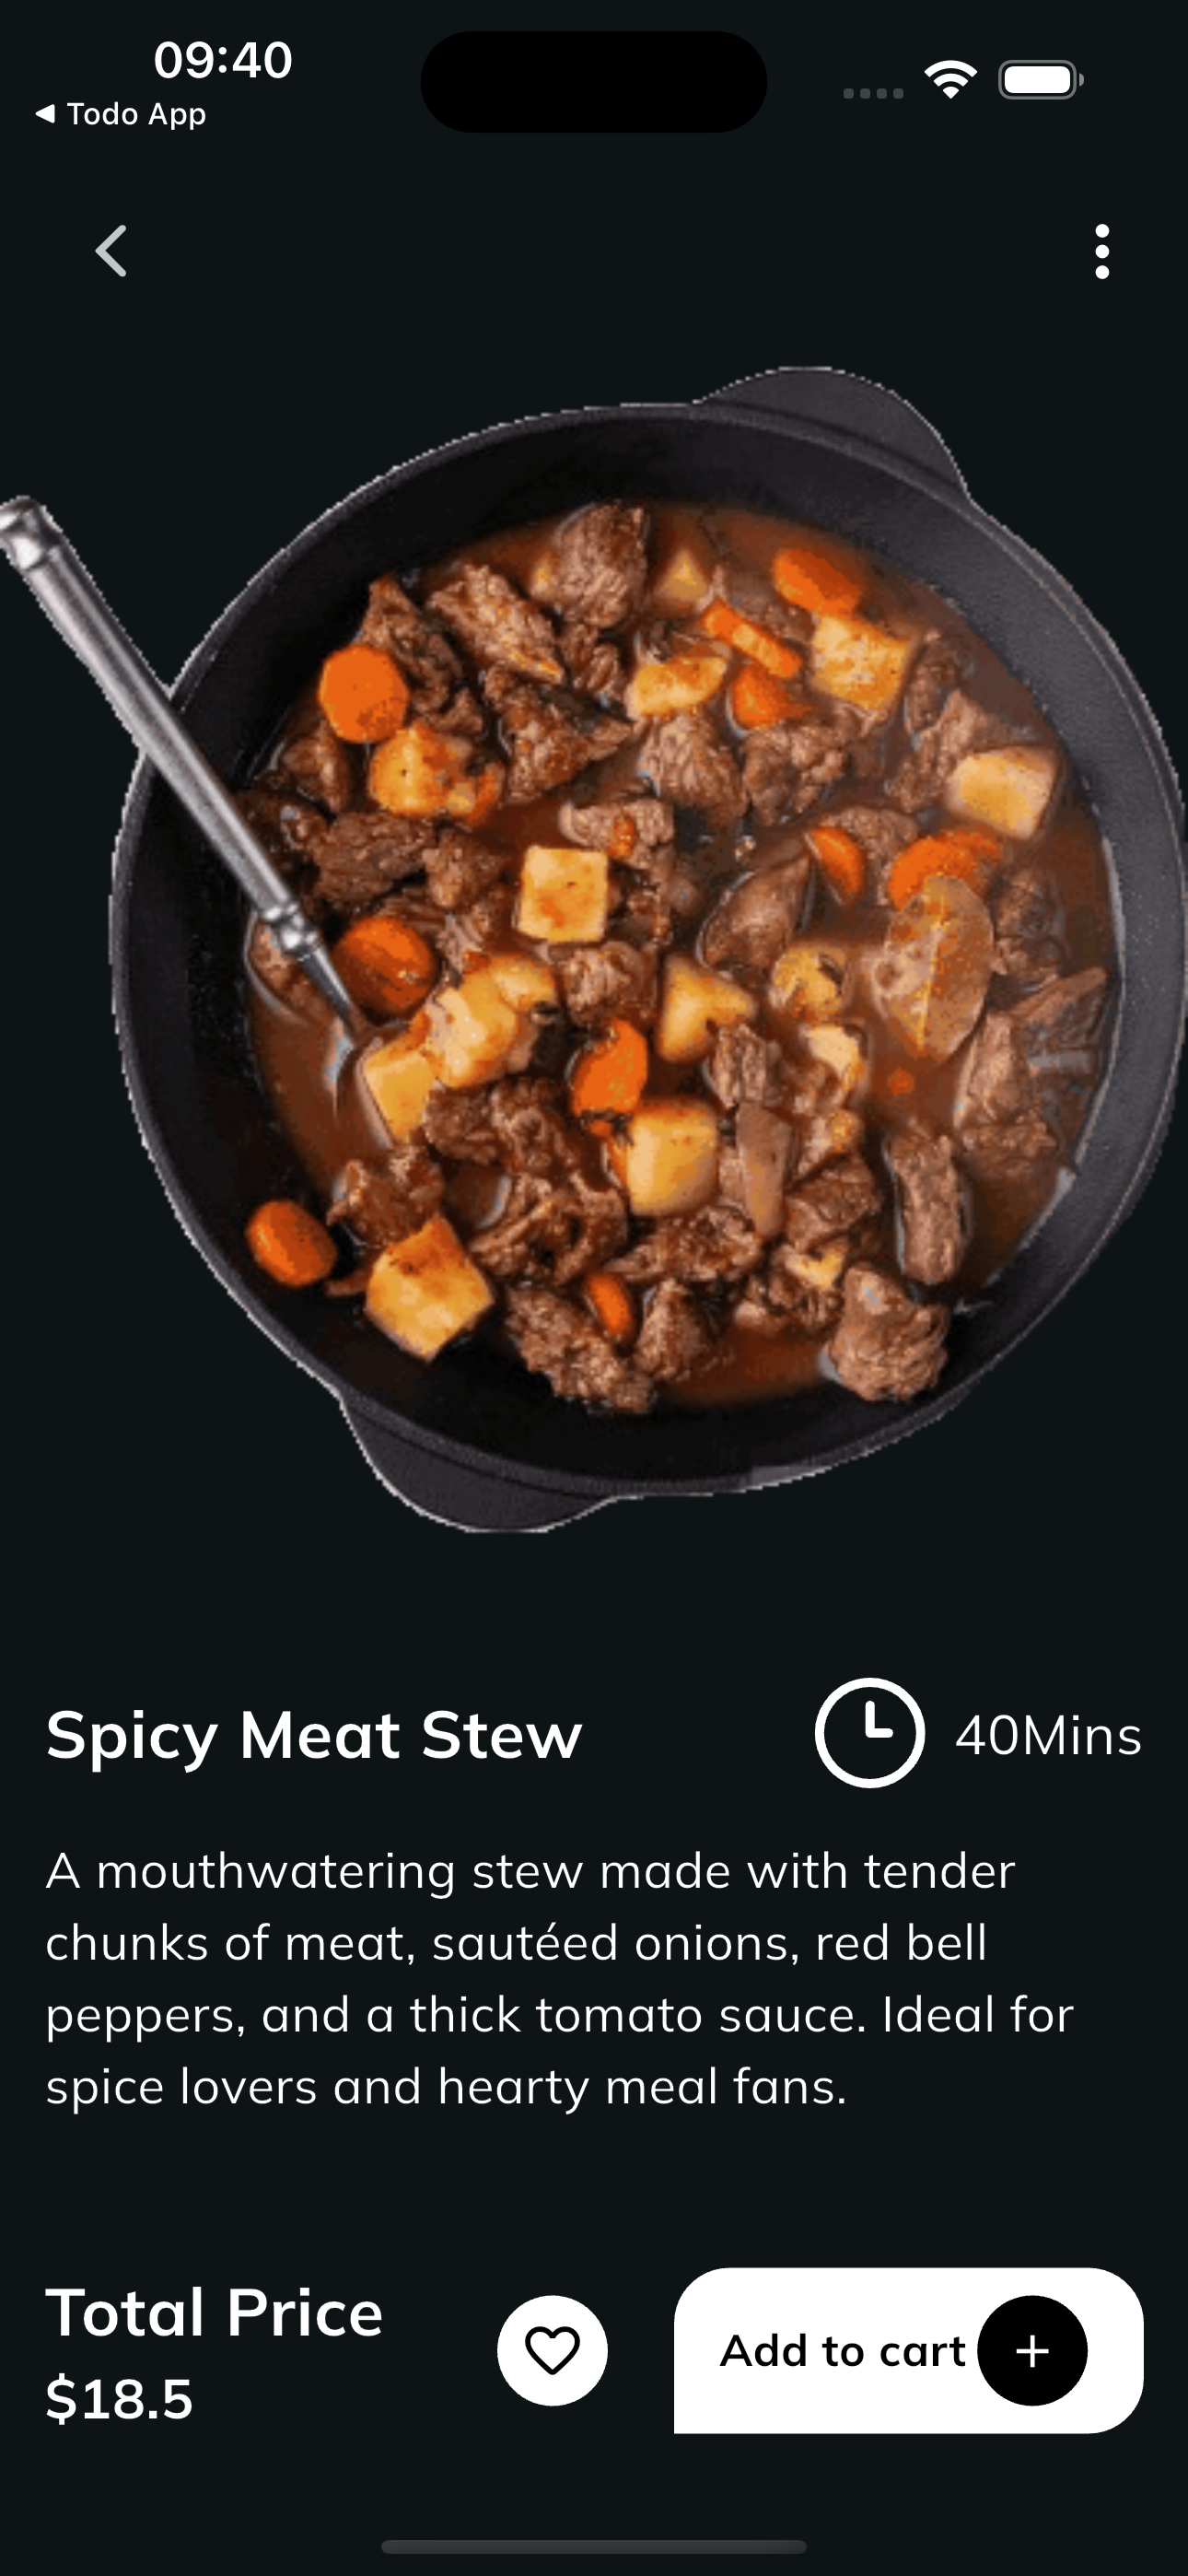 09:40
Todo App
Spicy Meat Stew
40Mins
A mouthwatering stew made with tender
chunks of meat, sautéed onions, red bell
peppers, and a thick tomato sauce. Ideal for
spice lovers and hearty meal fans.
Total Price
$18.5
Add to cart